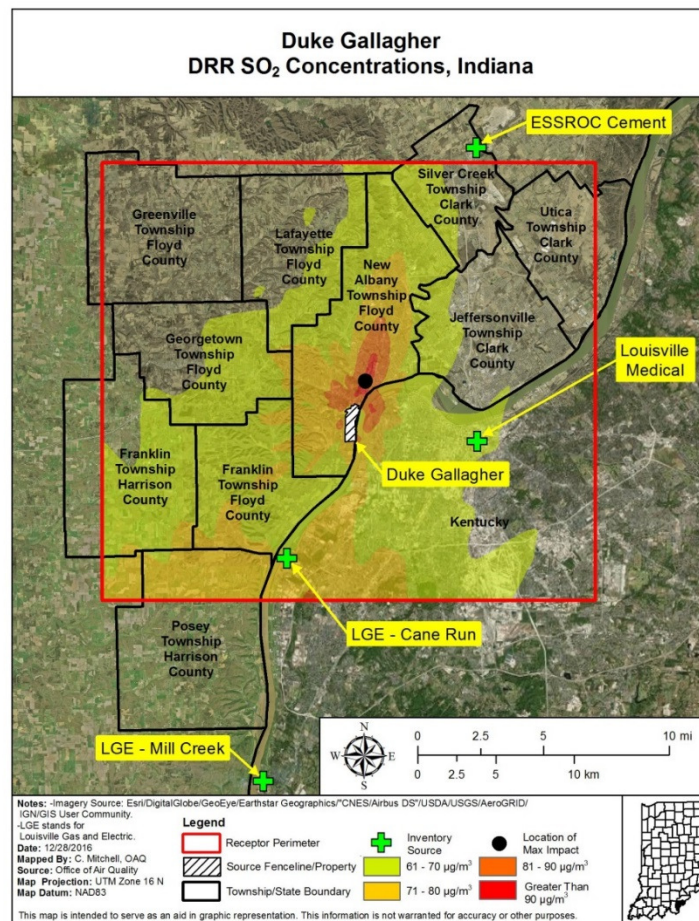 Duke Gallagher
DRR SO₂ Concentrations, Indiana
ESSROC Cement
Silver Creek
Township
Clark
County
Greenville
Township
Floyd
County
Lafayette
Township
Floyd
County
Utica
Township
Clark
County
New
Albany
Township
Floyd
County
Jeffersonville
Township
Clark
County
Georgetown
Township
Floyd
County
Louisville
Medical
Franklin
Township
Harrison
County
Franklin
Township
Floyd
County
Duke Gallagher
Kentucky
LGE - Cane Run
Posey
Township
Harrison
County
LGE - Mill Creek
N
W E
S
0 2.5 5 10 mi
0 2.5 5 10 km
Notes: -Imagery Source: Esri/DigitalGlobe/GeoEye/Earthstar Geographics/"CNES/Airbus DS"/USDA/USGS/AeroGRID/
IGN/GIS User Community.
-LGE stands for
Louisville Gas and Electric.
Date: 12/28/2016
Mapped By: C. Mitchell, OAQ
Source: Office of Air Quality
Map Projection: UTM Zone 16 N
Map Datum: NAD83
Legend
Receptor Perimeter
Source Fenceline/Property
Township/State Boundary
Inventory
Source
61 - 70 µg/m³
71 - 80 µg/m³
Location of
Max Impact
81 - 90 µg/m³
Greater Than
90 µg/m³
This map is intended to serve as an aid in graphic representation. This information is not warranted for accuracy or other purposes.